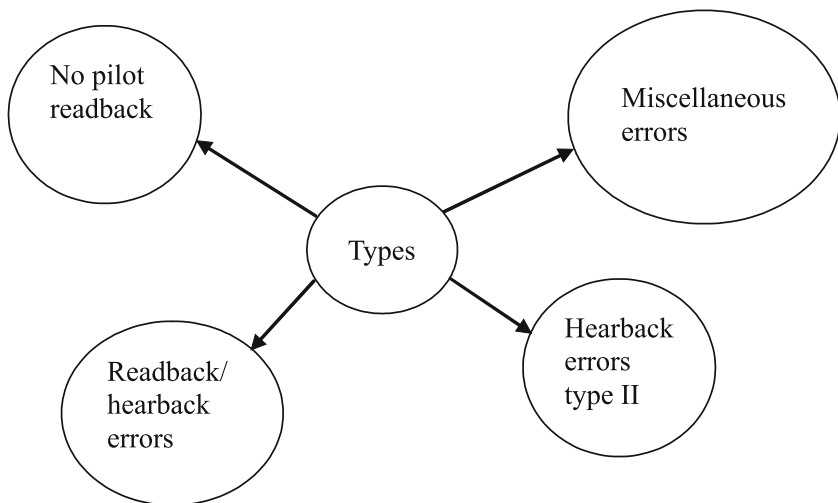 No pilot
readback
Miscellaneous
errors
Types
Hearback
errors
type II
Readback/
hearback
errors